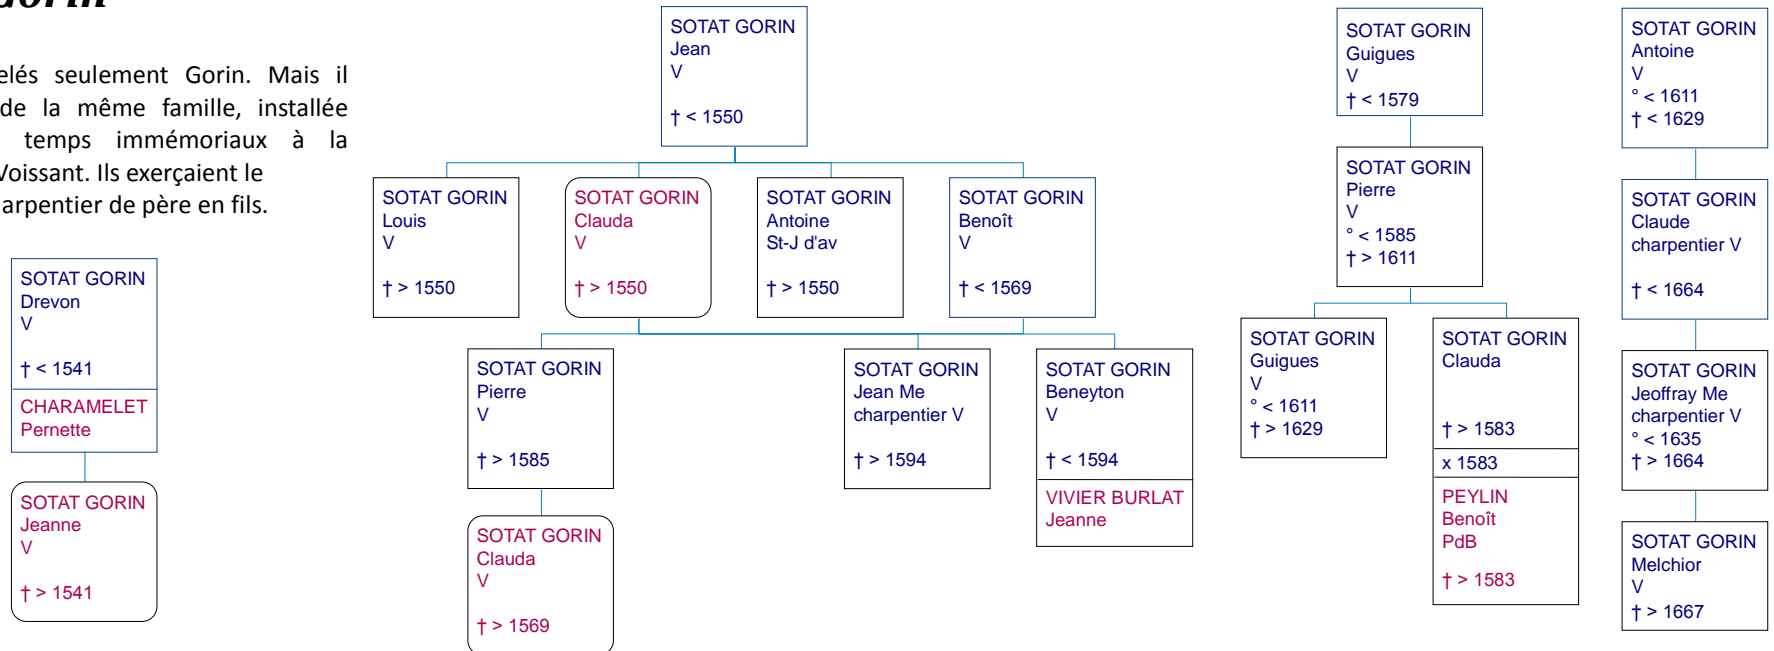 elés seulement Gorin. Mais il
de la même famille, installée
temps immémoriaux à la
Voissant. Ils exerçaient le
arpentier de père en fils.
SOTAT GORIN
Drevon
V
† < 1541
CHARAMELET
Pernette
SOTAT GORIN
Jeanne
V
† > 1541
SOTAT GORIN
Jean
V
† < 1550
SOTAT GORIN
Louis
V
† > 1550
SOTAT GORIN
Clauda
V
† > 1550
SOTAT GORIN
Antoine
St-J d'av
† > 1550
SOTAT GORIN
Benoît
V
† < 1569
SOTAT GORIN
Pierre
V
† > 1585
SOTAT GORIN
Jean Me
charpentier V
† > 1594
SOTAT GORIN
Beneyton
V
† < 1594
VIVIER BURLAT
Jeanne
SOTAT GORIN
Clauda
V
† > 1569
SOTAT GORIN
Guigues
V
† < 1579
SOTAT GORIN
Pierre
V
° < 1585
† > 1611
SOTAT GORIN
Guigues
V
° < 1611
† > 1629
SOTAT GORIN
Clauda
† > 1583
x 1583
PEYLIN
Benoît
PdB
† > 1583
SOTAT GORIN
Antoine
V
° < 1611
† < 1629
SOTAT GORIN
Claude
charpentier V
† < 1664
SOTAT GORIN
Jeoffray Me
charpentier V
° < 1635
† > 1664
SOTAT GORIN
Melchior
V
† > 1667